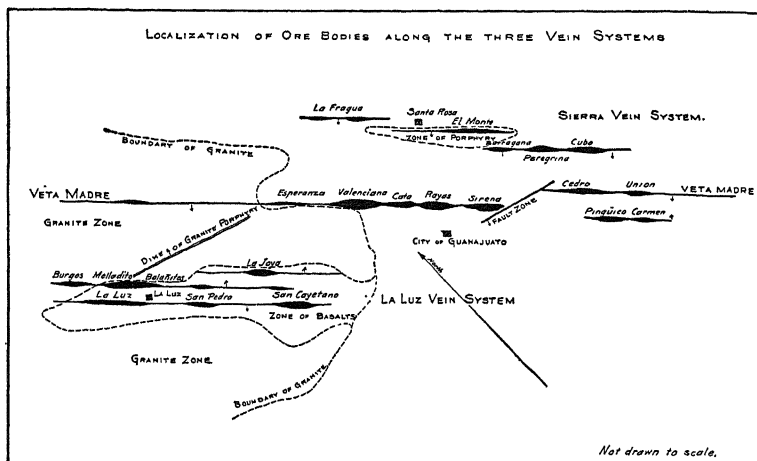 LOCALIZATION OF ORE BODIES ALONG THE THREE VEIN SYSTEMS
La Fragua
Santa Rosa
El Monte
SIERRA VEIN SYSTEM.
ZONE OF PORPHYRY
BOUNDARY OF GRANITE
Cubo
Peregrina
VETA MADRE
Esperanza
Valenciana
Cata
Rayas
Sirena
Cedro
Union
VETA MADRE
FAULT ZONE
GRANITE ZONE
DIKE OF GRANITE PORPHYRY
Pinguico Carmen
CITY OF GUANAJUATO
La Joya
Burgos
Melladito
Bolañitos
La Luz
LA LUZ
San Pedro
San Cayetano
LA LUZ VEIN SYSTEM
ZONE OF BASALTS
GRANITE ZONE
BOUNDARY OF GRANITE
Not drawn to scale.